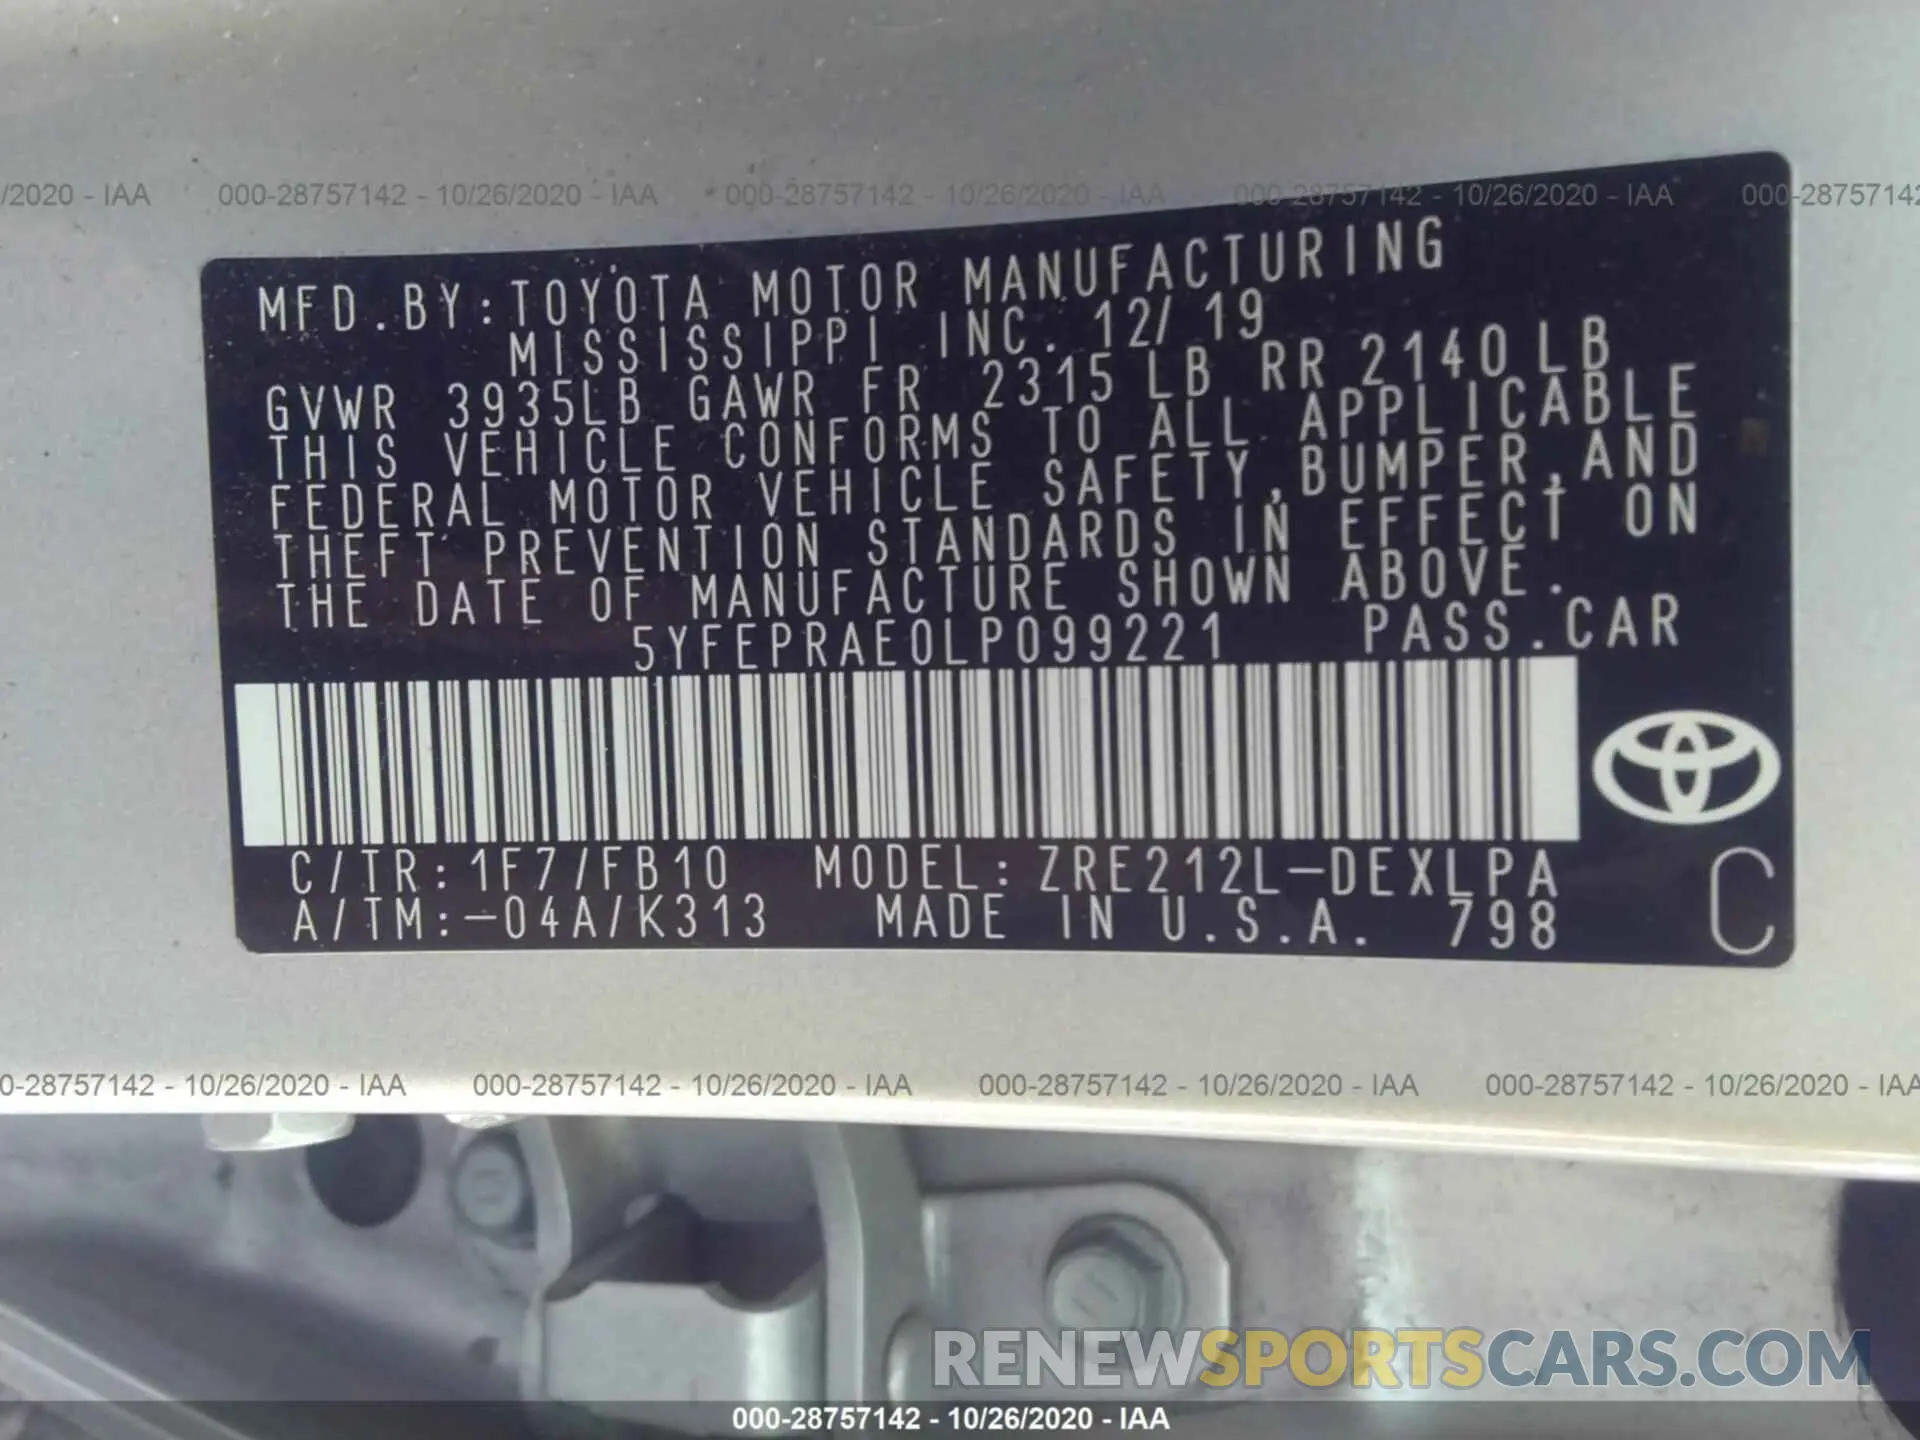 /2020 - IAA 000-28757142 - 10/26/2020 - IAA 000-28757142 - 10/26/2020 - IAA 000-28757142 - 10/26/2020 - IAA 000-28757142
MFD.BY:TOYOTA MOTOR MANUFACTURING
MISSISSIPPI INC. 12/19
GVWR 3935LB GAWR FR 2315LB RR 2140LB
THIS VEHICLE CONFORMS TO ALL APPLICABLE
FEDERAL MOTOR VEHICLE SAFETY,BUMPER,AND
THEFT PREVENTION STANDARDS IN EFFECT ON
THE DATE OF MANUFACTURE SHOWN ABOVE.
5YFEPRAE0LP099221 PASS.CAR
C/TR:1F7/FB10 MODEL:ZRE212L-DEXLPA
A/TM:-04A/K313 MADE IN U.S.A. 798
C
0-28757142 - 10/26/2020 - IAA 000-28757142 - 10/26/2020 - IAA 000-28757142 - 10/26/2020 - IAA 000-28757142 - 10/26/2020 - IAA
RENEWSPORTSCARS.COM
000-28757142 - 10/26/2020 - IAA